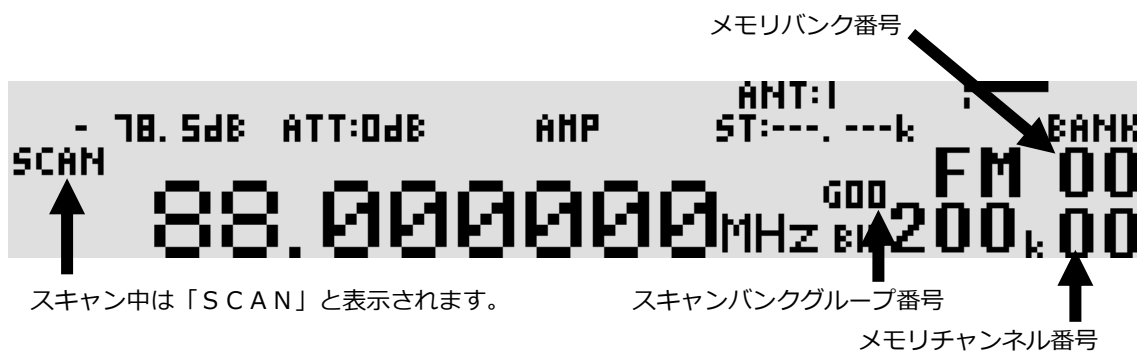 メモリバンク番号
ANT:1
- 78.5dB ATT:0dB AMP ST:---.---k BANK
SCAN
FM 00
G00
88.000000MHz BW200k 00
スキャン中は「ＳＣＡＮ」と表示されます。 スキャンバンクグループ番号
メモリチャンネル番号